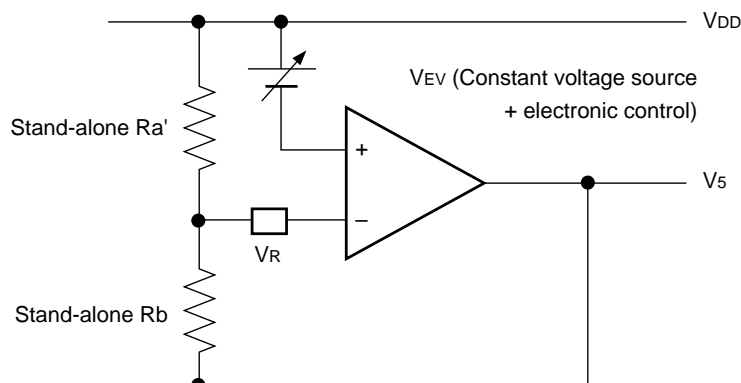 VDD
VEV (Constant voltage source
+ electronic control)
Stand-alone Ra'
+
V5
−
VR
Stand-alone Rb